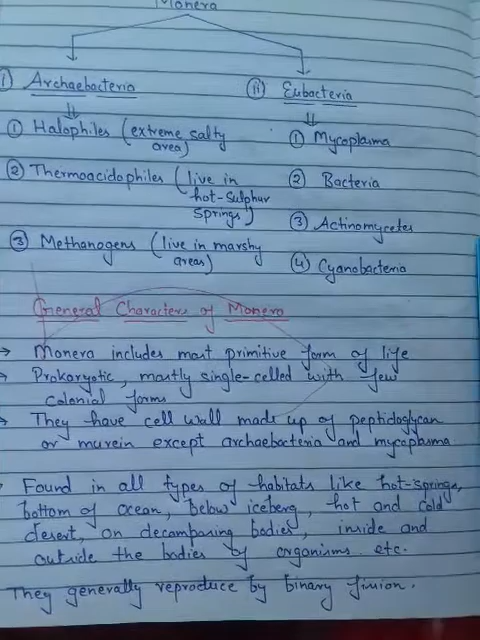 Monera
(i) Archaebacteria
(ii) Eubacteria
① Halophiles (extreme salty
area)
② Thermoacidophiles (live in
hot-sulphur
springs)
③ Methanogens (live in marshy
areas)
① Mycoplasma
② Bacteria
③ Actinomycetes
④ Cyanobacteria
General Characters of Monera
→ Monera includes most primitive form of life
→ Prokaryotic, mostly single-celled with few
colonial forms
→ They have cell wall made up of peptidoglycan
or murein except archaebacteria and mycoplasma
→ Found in all types of habitats like hot-springs,
bottom of ocean, below iceberg, hot and cold
desert, on decomposing bodies, inside and
outside the bodies of organisms etc.
They generally reproduce by binary fission.